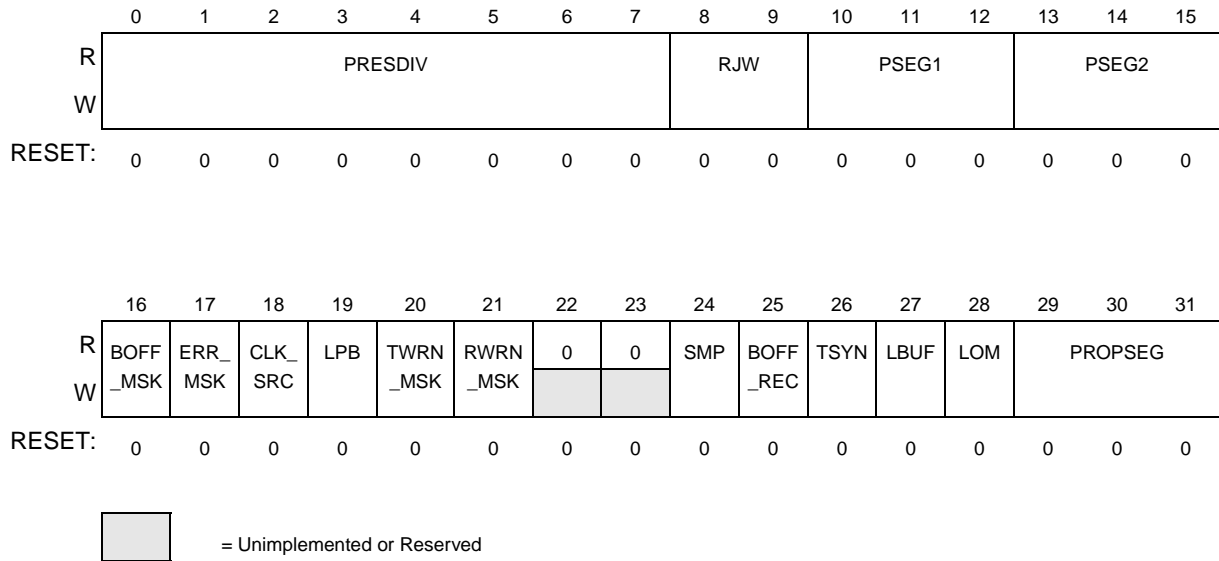 0 1 2 3 4 5 6 7 8 9 10 11 12 13 14 15
R
PRESDIV RJW PSEG1 PSEG2
W
RESET: 0 0 0 0 0 0 0 0 0 0 0 0 0 0 0 0
16 17 18 19 20 21 22 23 24 25 26 27 28 29 30 31
R BOFF ERR_ CLK_ LPB TWRN RWRN 0 0 SMP BOFF TSYN LBUF LOM PROPSEG
W _MSK MSK SRC _MSK _MSK _REC
RESET: 0 0 0 0 0 0 0 0 0 0 0 0 0 0 0 0
= Unimplemented or Reserved